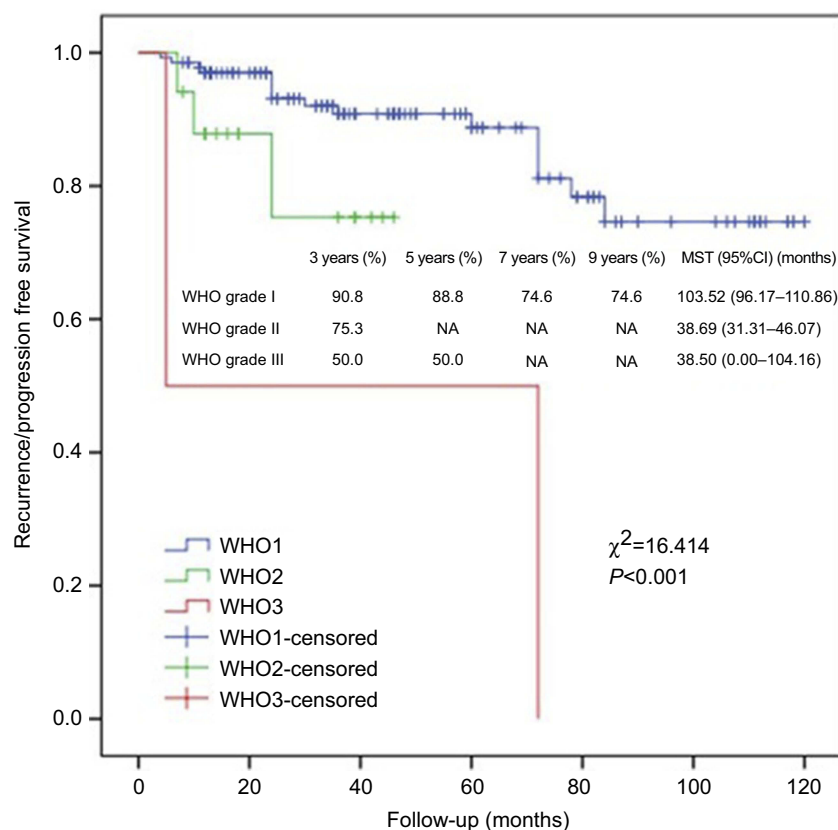 Recurrence/progression free survival
1.0
0.8
0.6
0.4
0.2
0.0
3 years (%) 5 years (%) 7 years (%) 9 years (%) MST (95%CI) (months)
WHO grade I 90.8 88.8 74.6 74.6 103.52 (96.17–110.86)
WHO grade II 75.3 NA NA NA 38.69 (31.31–46.07)
WHO grade III 50.0 50.0 NA NA 38.50 (0.00–104.16)
WHO1
WHO2
WHO3
WHO1-censored
WHO2-censored
WHO3-censored
χ²=16.414
P<0.001
0 20 40 60 80 100 120
Follow-up (months)